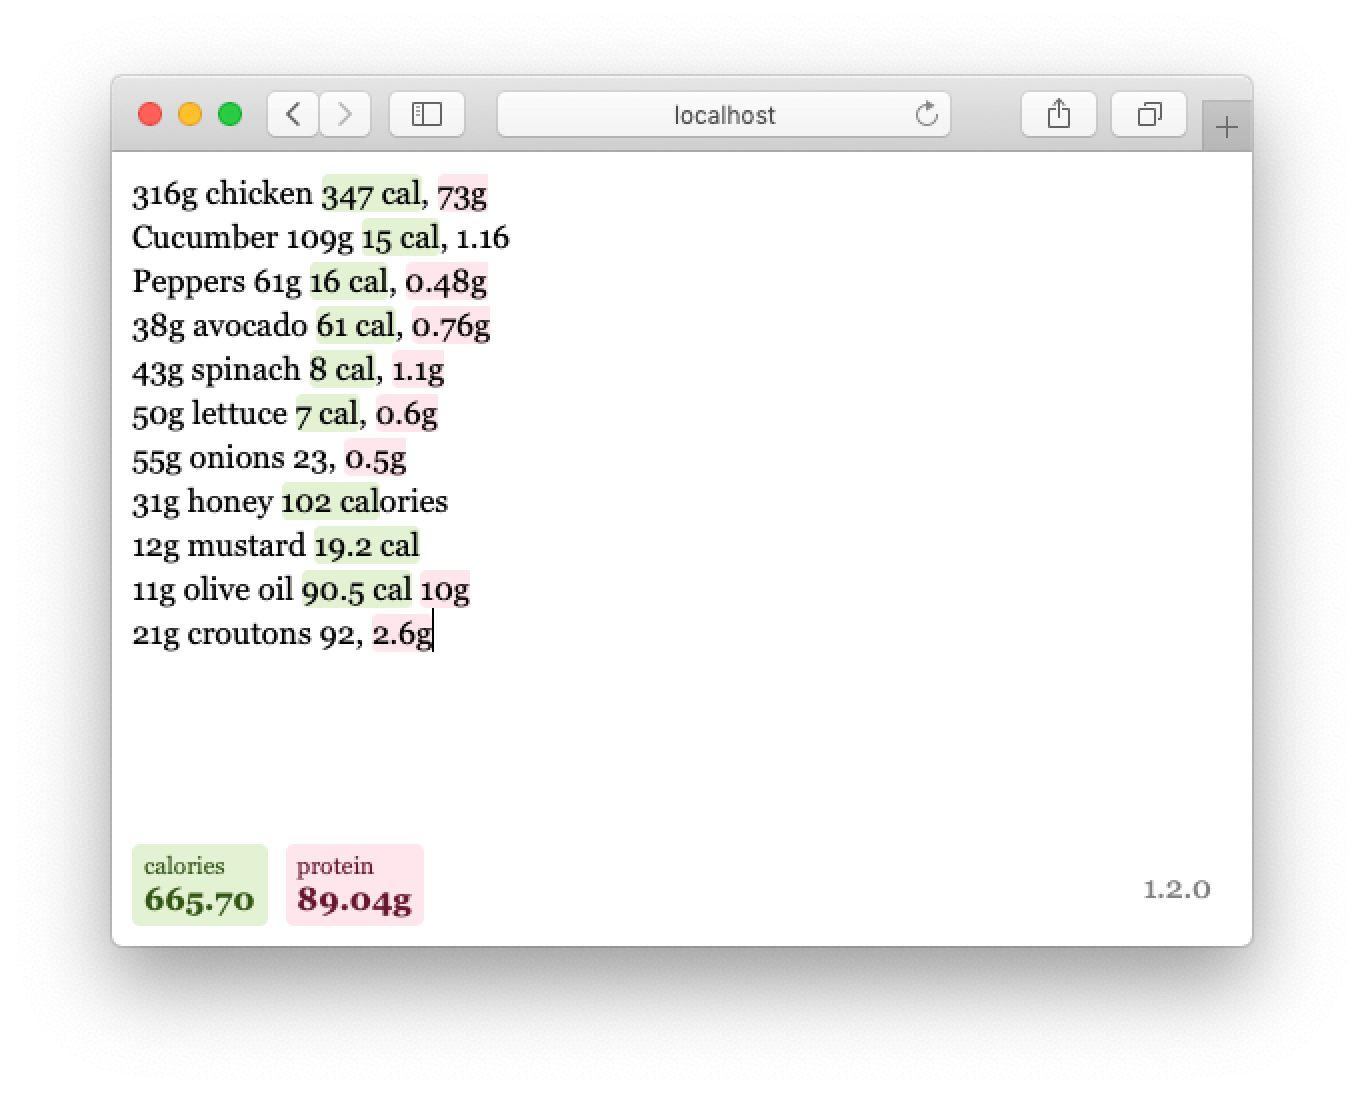 localhost
316g chicken 347 cal, 73g
Cucumber 109g 15 cal, 1.16
Peppers 61g 16 cal, 0.48g
38g avocado 61 cal, 0.76g
43g spinach 8 cal, 1.1g
50g lettuce 7 cal, 0.6g
55g onions 23, 0.5g
31g honey 102 calories
12g mustard 19.2 cal
11g olive oil 90.5 cal 10g
21g croutons 92, 2.6g
calories protein
665.70 89.04g
1.2.0